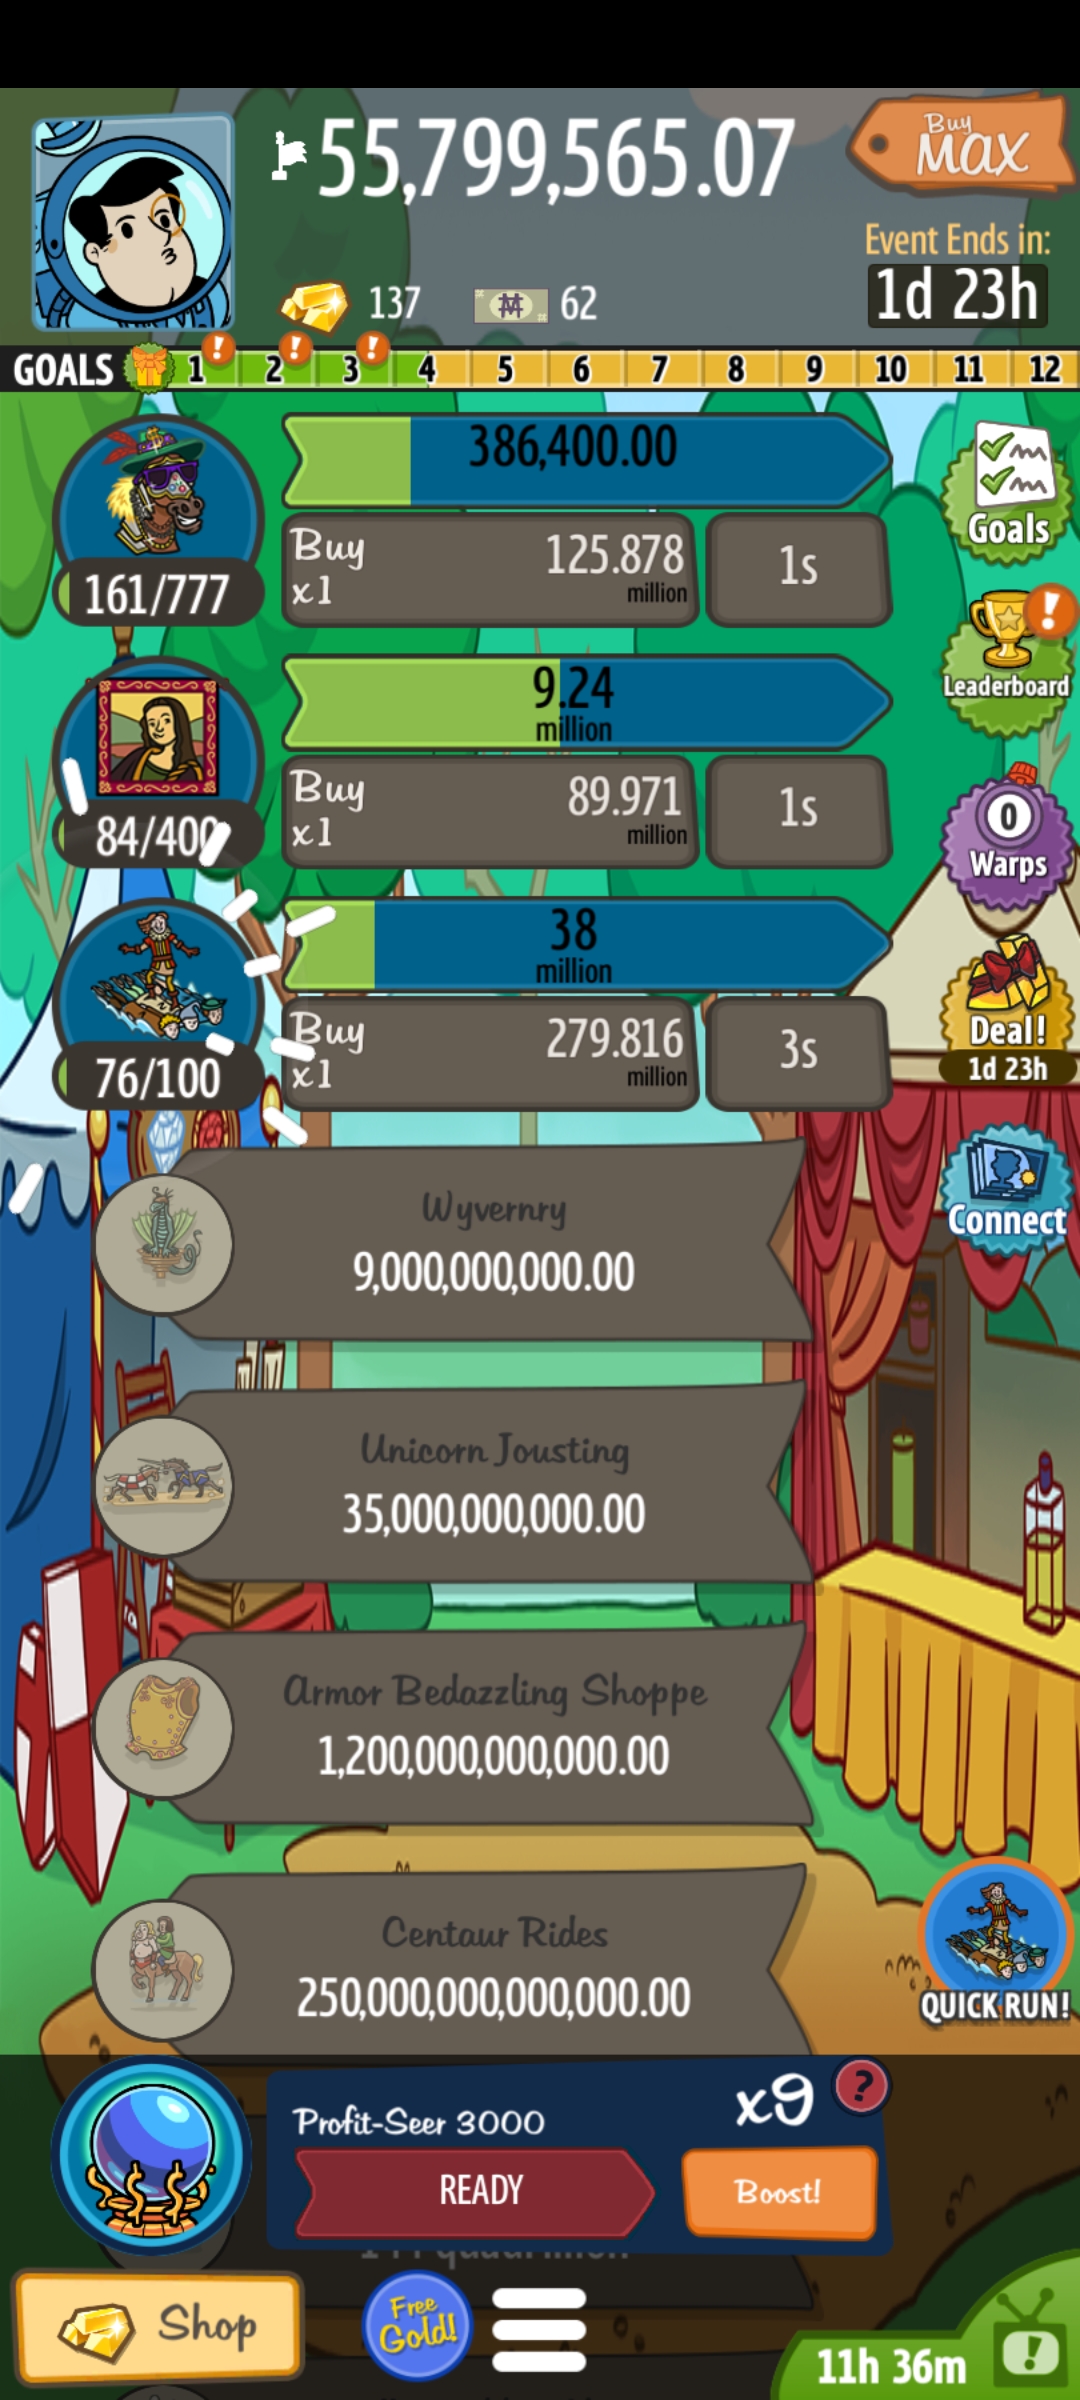 55,799,565.07
Buy
MAX
Event Ends in:
1d 23h
137
62
GOALS 1 2 3 4 5 6 7 8 9 10 11 12
! ! !
386,400.00
Buy
x1
125.878
million
1s
161/777
Goals
!
Leaderboard
9.24
million
Buy
x1
89.971
million
1s
84/400
0
Warps
38
million
Buy
x1
279.816
million
3s
76/100
Deal!
1d 23h
Connect
Wyvernry
9,000,000,000.00
Unicorn Jousting
35,000,000,000.00
Armor Bedazzling Shoppe
1,200,000,000,000.00
Centaur Rides
250,000,000,000,000.00
QUICK RUN!
Profit-Seer 3000
x9
?
READY
Boost!
Shop
Free
Gold!
11h 36m
!